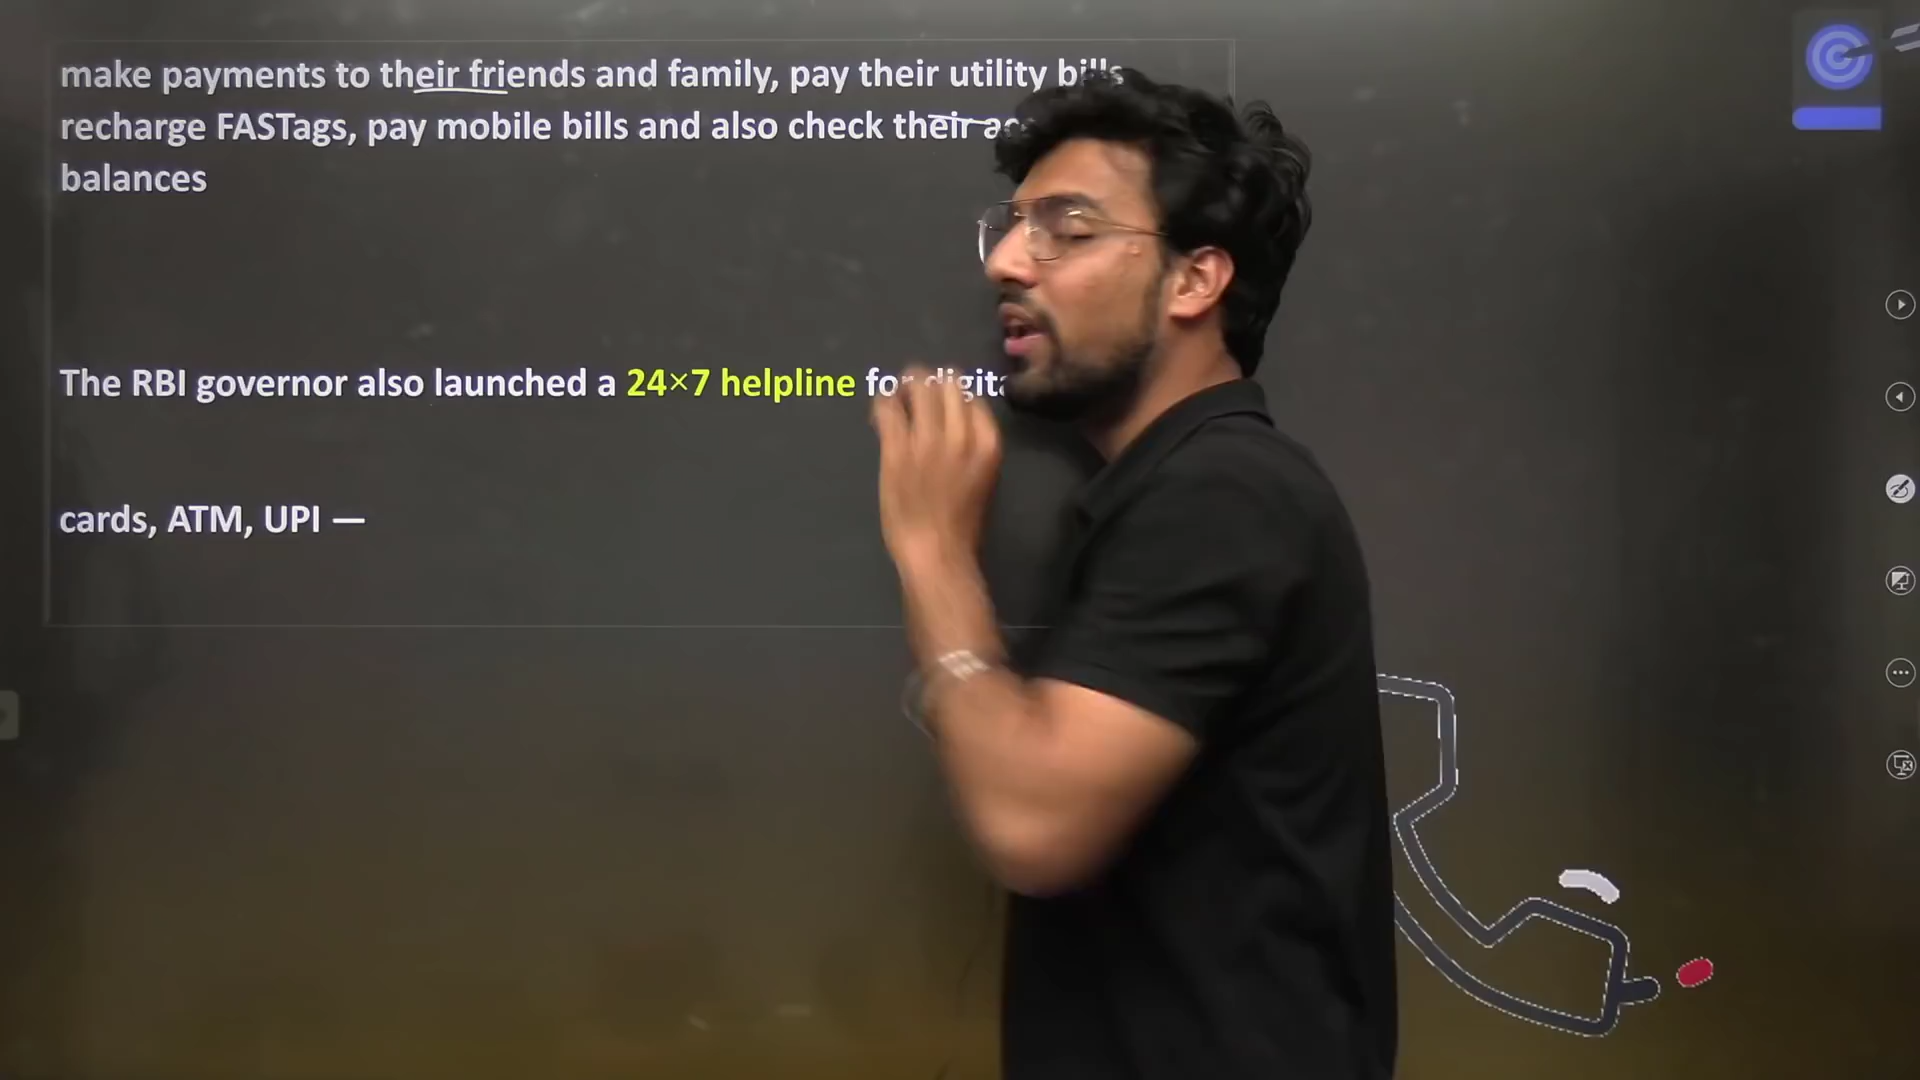 make payments to their friends and family, pay their utility bills
recharge FASTags, pay mobile bills and also check their
balances
The RBI governor also launched a 24×7 helpline for
cards, ATM, UPI —